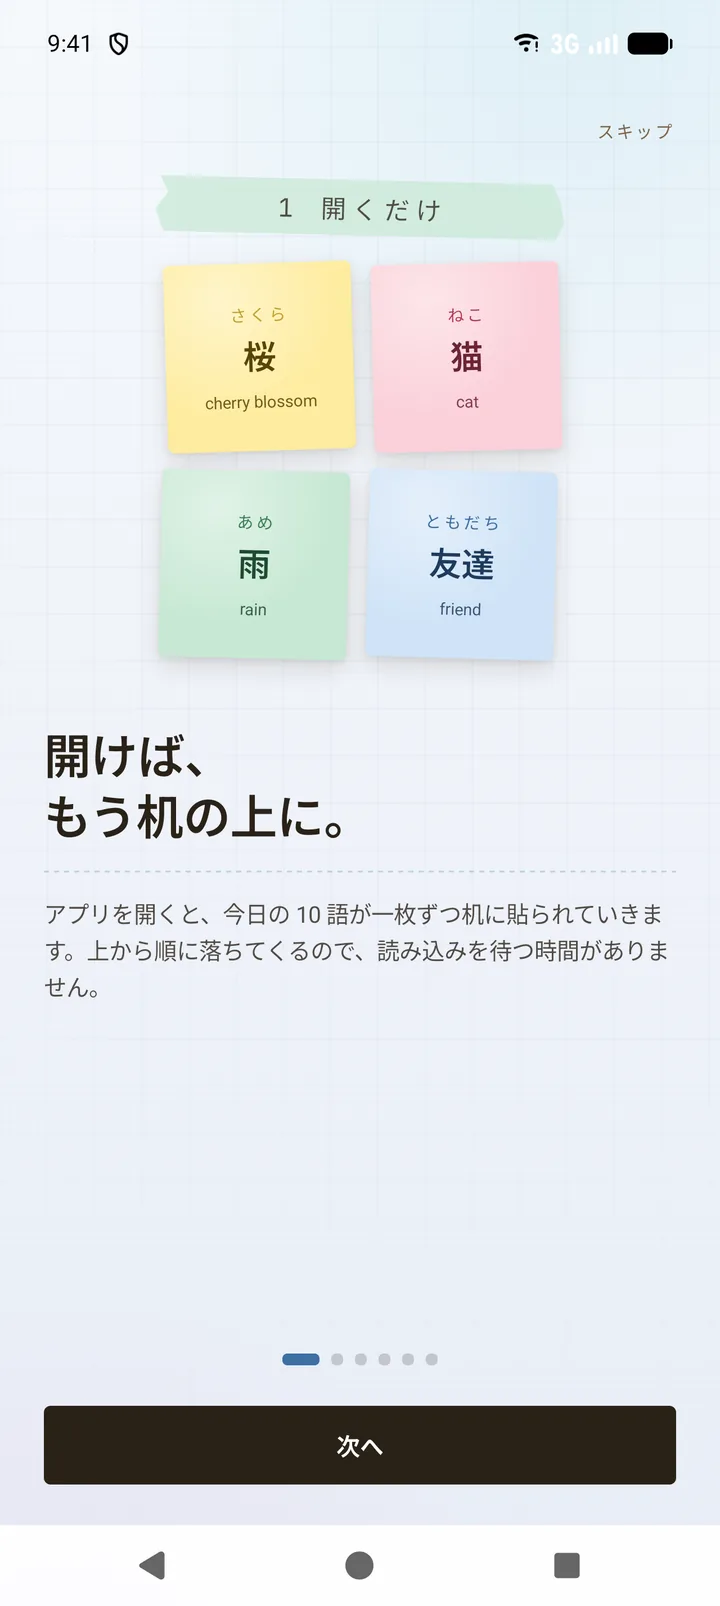 9:41
3G
スキップ
1 開くだけ
さくら
桜
cherry blossom
ねこ
猫
cat
あめ
雨
rain
ともだち
友達
friend
開けば、
もう机の上に。
アプリを開くと、今日の 10 語が一枚ずつ机に貼られていきま
す。上から順に落ちてくるので、読み込みを待つ時間がありま
せん。
次へ